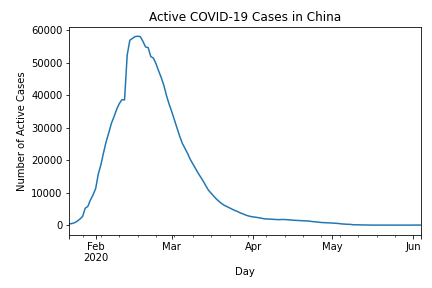 Active COVID-19 Cases in China
60000
50000
40000
30000
20000
10000
0
Number of Active Cases
Feb Mar Apr May Jun
2020
Day